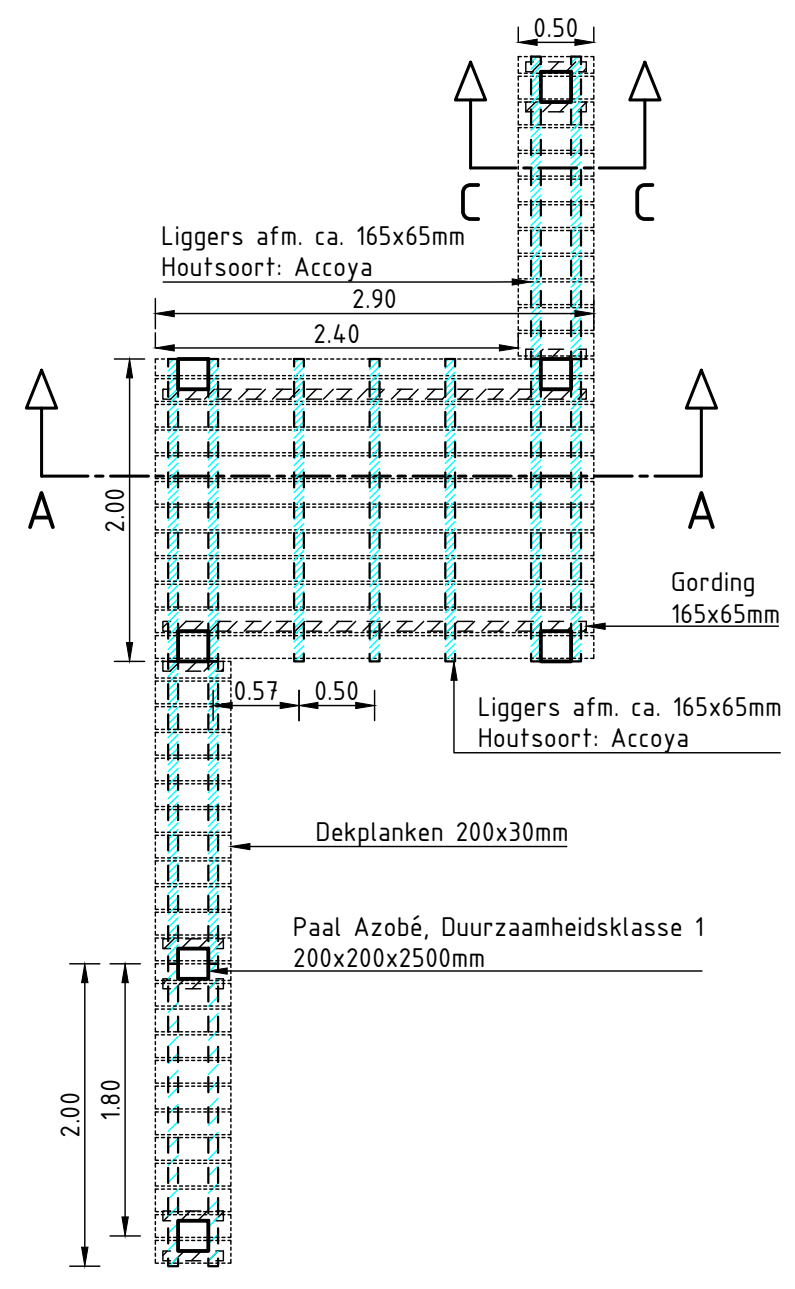 0.50
C
C
Liggers afm. ca. 165x65mm
Houtsoort: Accoya
2.90
2.40
2.00
A
A
Gording
165x65mm
0.57
0.50
Liggers afm. ca. 165x65mm
Houtsoort: Accoya
Dekplanken 200x30mm
Paal Azobé, Duurzaamheidsklasse 1
200x200x2500mm
2.00
1.80